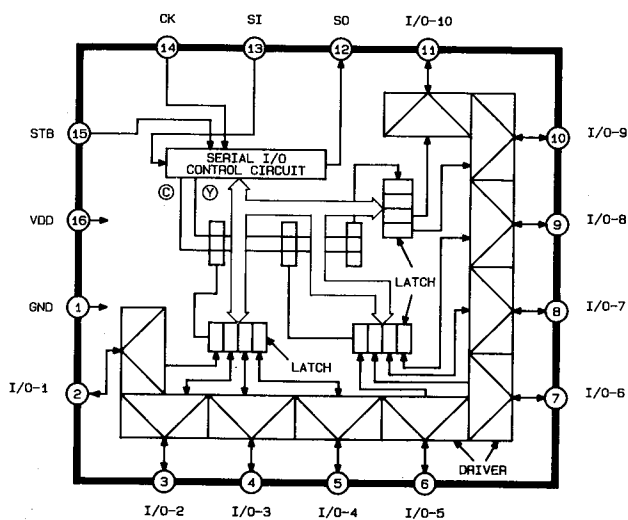 CK SI SO I/O-10
14 13 12 11
STB 15
10 I/O-9
SERIAL I/O
CONTROL CIRCUIT
C Y
VDD 16
9 I/O-8
LATCH
GND 1
8 I/O-7
LATCH
I/O-1 2
7 I/O-6
DRIVER
3 4 5 6
I/O-2 I/O-3 I/O-4 I/O-5